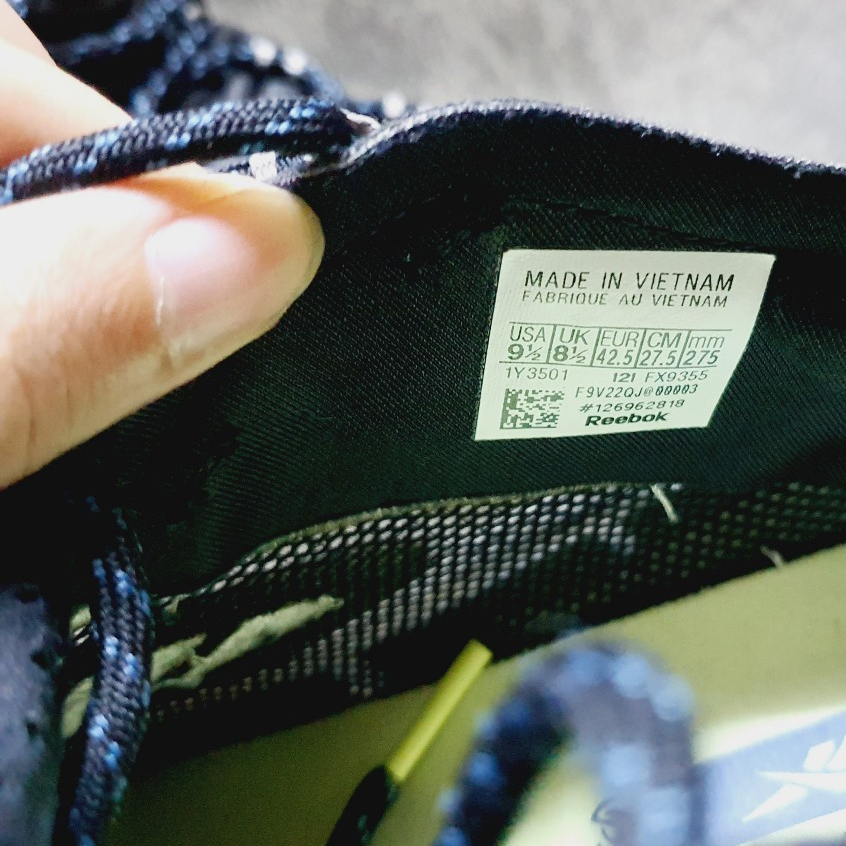 MADE IN VIETNAM
FABRIQUE AU VIETNAM
USA UK EUR CM mm
9½ 8½ 42.5 27.5 275
1Y3501 121 FX9355
F9V22QJ@00003
#126962818
Reebok